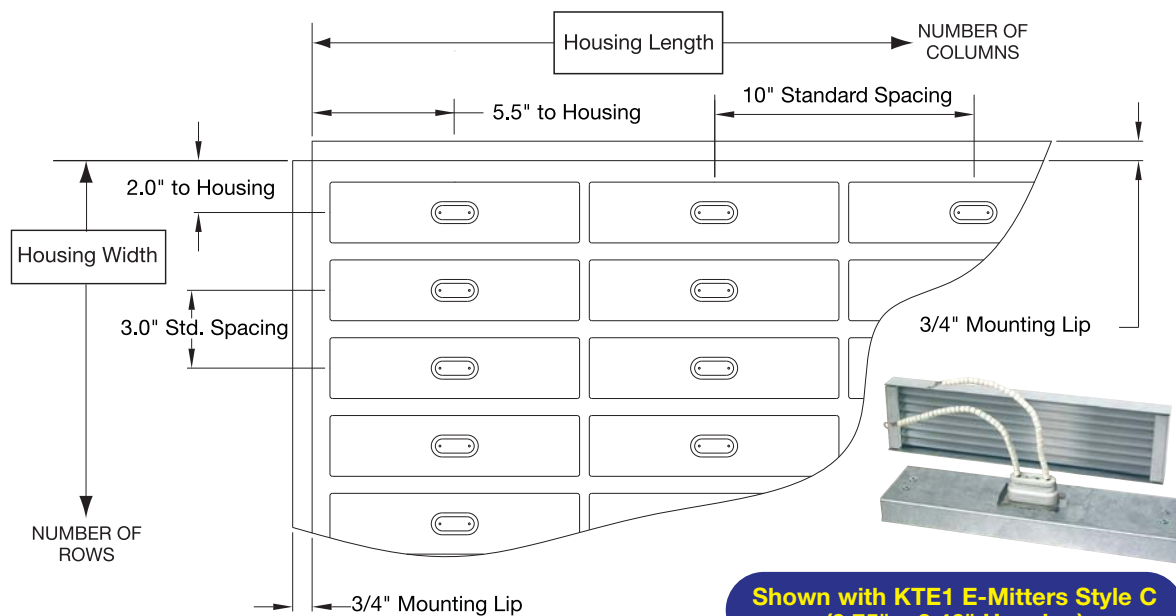 Housing Length
NUMBER OF
COLUMNS
5.5" to Housing
10" Standard Spacing
2.0" to Housing
Housing Width
3.0" Std. Spacing
3/4" Mounting Lip
NUMBER OF
ROWS
3/4" Mounting Lip
Shown with KTE1 E-Mitters Style C